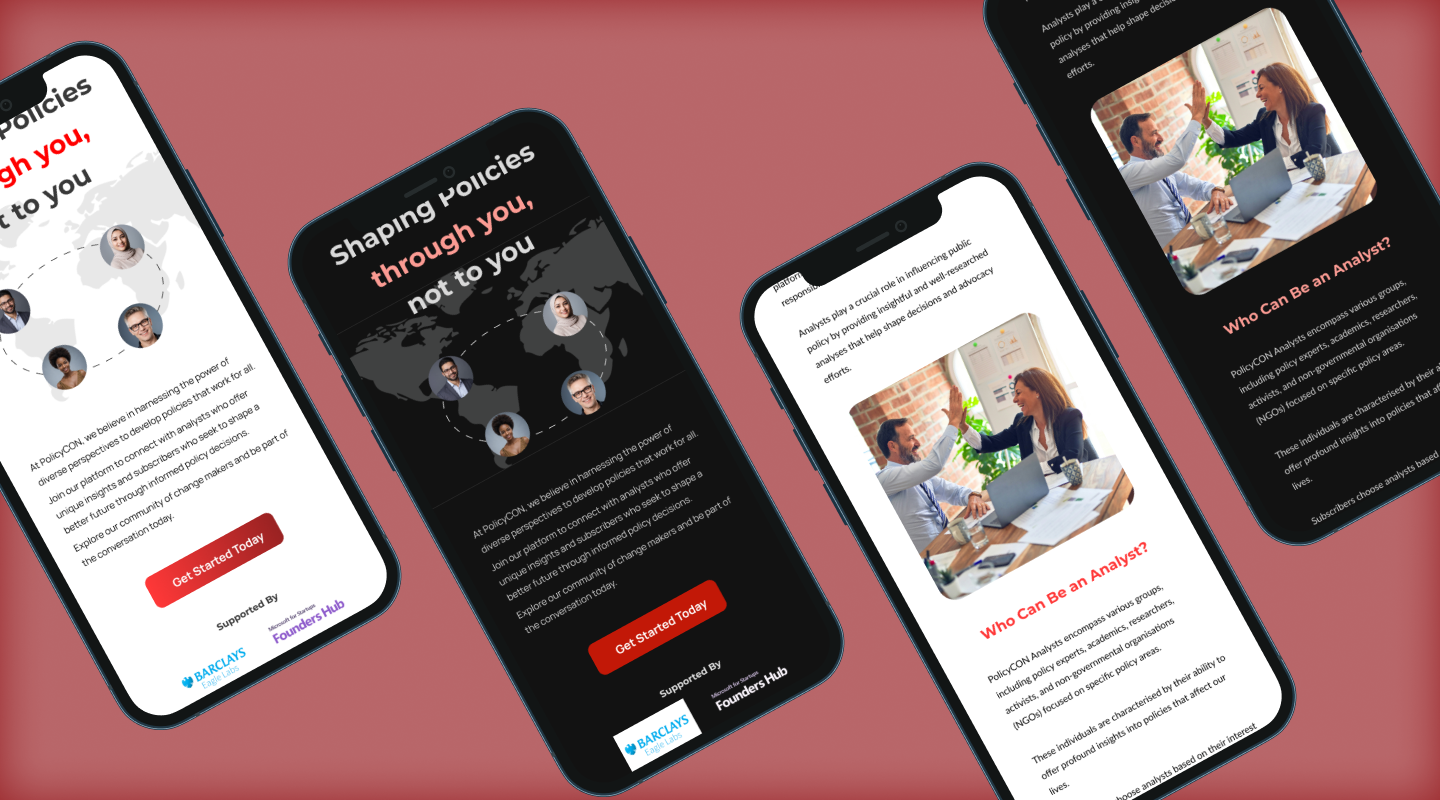 Policies
gh you,
t to you
At PolicyCON, we believe in harnessing the power of
diverse perspectives to develop policies that work for all.
Join our platform to connect with analysts who offer
unique insights and subscribers who seek to shape a
better future through informed policy decisions.
Explore our community of change makers and be part of
the conversation today.
Get Started Today
Supported By
BARCLAYS
Eagle Labs
Microsoft for Startups
Founders Hub
Shaping Policies
through you,
not to you
At PolicyCON, we believe in harnessing the power of
diverse perspectives to develop policies that work for all.
Join our platform to connect with analysts who offer
unique insights and subscribers who seek to shape a
better future through informed policy decisions.
Explore our community of change makers and be part of
the conversation today.
Get Started Today
Supported By
BARCLAYS
Eagle Labs
Microsoft for Startups
Founders Hub
platform
responsib
Analysts play a crucial role in influencing public
policy by providing insightful and well-researched
analyses that help shape decisions and advocacy
efforts.
Who Can Be an Analyst?
PolicyCON Analysts encompass various groups,
including policy experts, academics, researchers,
activists, and non-governmental organisations
(NGOs) focused on specific policy areas.
These individuals are characterised by their ability to
offer profound insights into policies that affect our
lives.
hoose analysts based on their interest
Analysts play a c
policy by providing insig
analyses that help shape decisio
efforts.
Who Can Be an Analyst?
PolicyCON Analysts encompass various groups,
including policy experts, academics, researchers,
activists, and non-governmental organisations
(NGOs) focused on specific policy areas.
These individuals are characterised by their a
offer profound insights into policies that aff
lives.
Subscribers choose analysts based